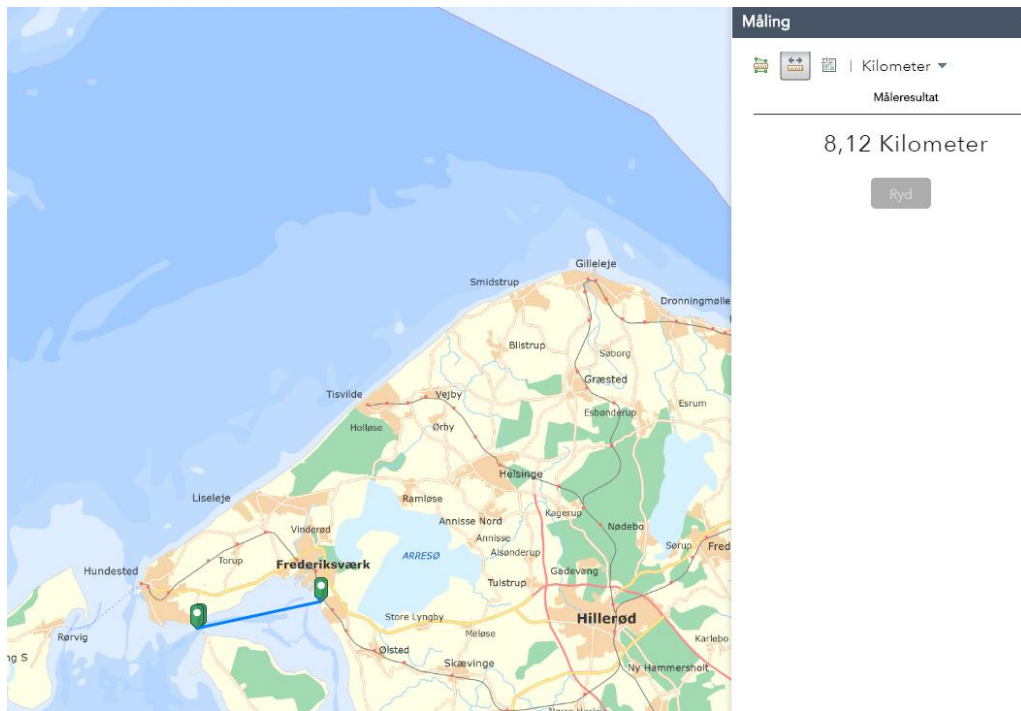 Måling
| Kilometer
Måleresultat
8,12 Kilometer
Ryd
Gilleleje
Smidstrup
Dronningmølle
Blistrup
Søborg
Græsted
Tisvilde
Vejby
Esrum
Esbønderup
Holløse
Ørby
Helsinge
Liseleje
Ramløse
Kagerup
Annisse Nord
Nødebo
Vinderød
Annisse
ARRESØ
Alsønderup
Sørup
Fred
Torup
Frederiksværk
Hundested
Gadevang
Tulstrup
Store Lyngby
Hillerød
Rørvig
Meløse
Karlebo
ng S
Ølsted
Skævinge
Ny Hammersholt